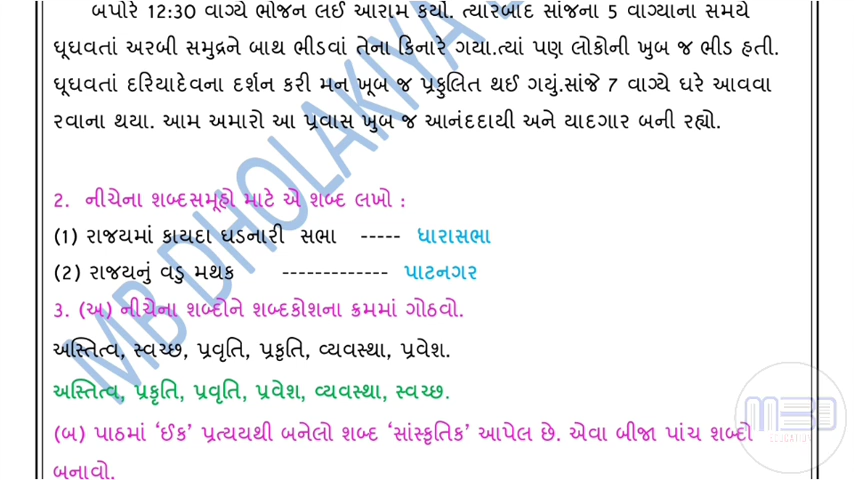 બપોરે 12:30 વાગ્યે ભોજન લઈ આરામ કર્યો. ત્યારબાદ સાંજના 5 વાગ્યાના સમયે
ઘૂઘવતાં અરબી સમુદ્રને બાથ ભીડવાં તેના કિનારે ગયા.ત્યાં પણ લોકોની ખુબ જ ભીડ હતી.
ઘૂઘવતાં દરિયાદેવના દર્શન કરી મન ખૂબ જ પ્રફુલિત થઈ ગયું.સાંજે 7 વાગ્યે ઘરે આવવા
રવાના થયા. આમ અમારો આ પ્રવાસ ખુબ જ આનંદદાયી અને યાદગાર બની રહ્યો.
2. નીચેના શબ્દસમૂહો માટે એ શબ્દ લખો :
(1) રાજયમાં કાયદા ઘડનારી સભા ----- ધારાસભા
(2) રાજયનું વડુ મથક ------------- પાટનગર
3. (અ) નીચેના શબ્દોને શબ્દકોશના ક્રમમાં ગોઠવો.
અસ્તિત્વ, સ્વચ્છ, પ્રવૃતિ, પ્રકૃતિ, વ્યવસ્થા, પ્રવેશ.
અસ્તિત્વ, પ્રકૃતિ, પ્રવૃતિ, પ્રવેશ, વ્યવસ્થા, સ્વચ્છ.
(બ) પાઠમાં ‘ઈક’ પ્રત્યયથી બનેલો શબ્દ ‘સાંસ્કૃતિક’ આપેલ છે. એવા બીજા પાંચ શબ્દો
બનાવો.
MB DHOLAKIYA
EDUCATION